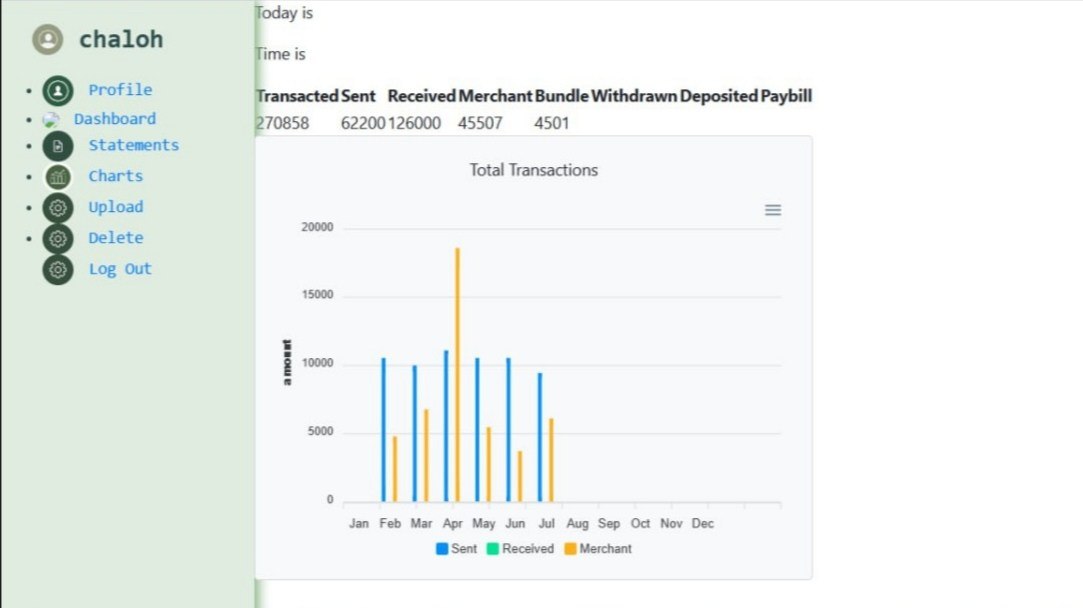 chaloh
Profile
Dashboard
Statements
Charts
Upload
Delete
Log Out
Today is
Time is
Transacted Sent Received Merchant Bundle Withdrawn Deposited Paybill
270858 62200 126000 45507 4501
Total Transactions
20000
15000
10000
5000
0
amount
Jan Feb Mar Apr May Jun Jul Aug Sep Oct Nov Dec
Sent Received Merchant